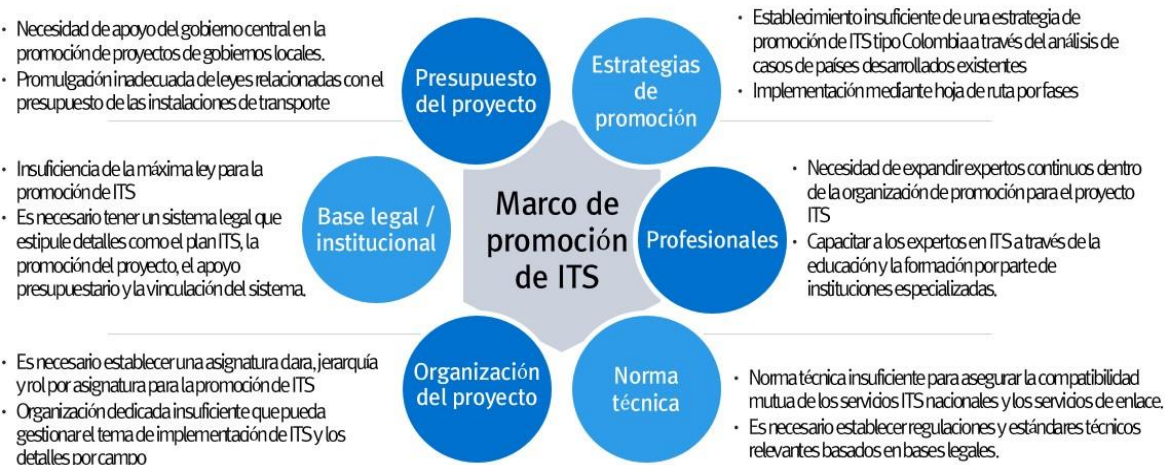 · Necesidad de apoyo del gobierno central en la
promoción de proyectos de gobiernos locales.
· Promulgación inadecuada de leyes relacionadas con el
presupuesto de las instalaciones de transporte
Presupuesto
del proyecto
Estrategias
de
promoción
· Establecimiento insuficiente de una estrategia de
promoción de ITS tipo Colombia a través del análisis de
casos de países desarrollados existentes
· Implementación mediante hoja de ruta por fases
· Insuficiencia de la máxima ley para la
promoción de ITS
· Es necesario tener un sistema legal que
estipule detalles como el plan ITS, la
promoción del proyecto, el apoyo
presupuestario y la vinculación del sistema.
Base legal /
institucional
Marco de
promoción
de ITS
Profesionales
· Necesidad de expandir expertos continuos dentro
de la organización de promoción para el proyecto
ITS
· Capacitar a los expertos en ITS a través de la
educación y la formación por parte de
instituciones especializadas.
· Es necesario establecer una asignatura clara, jerarquía
y rol por asignatura para la promoción de ITS
· Organización dedicada insuficiente que pueda
gestionar el tema de implementación de ITS y los
detalles por campo
Organización
del proyecto
Norma
técnica
· Norma técnica insuficiente para asegurar la compatibilidad
mutua de los servicios ITS nacionales y los servicios de enlace.
· Es necesario establecer regulaciones y estándares técnicos
relevantes basados en bases legales.